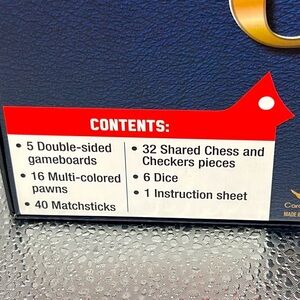 CONTENTS:
• 5 Double-sided
gameboards
• 16 Multi-colored
pawns
• 40 Matchsticks
• 32 Shared Chess and
Checkers pieces
• 6 Dice
• 1 Instruction sheet
MADE